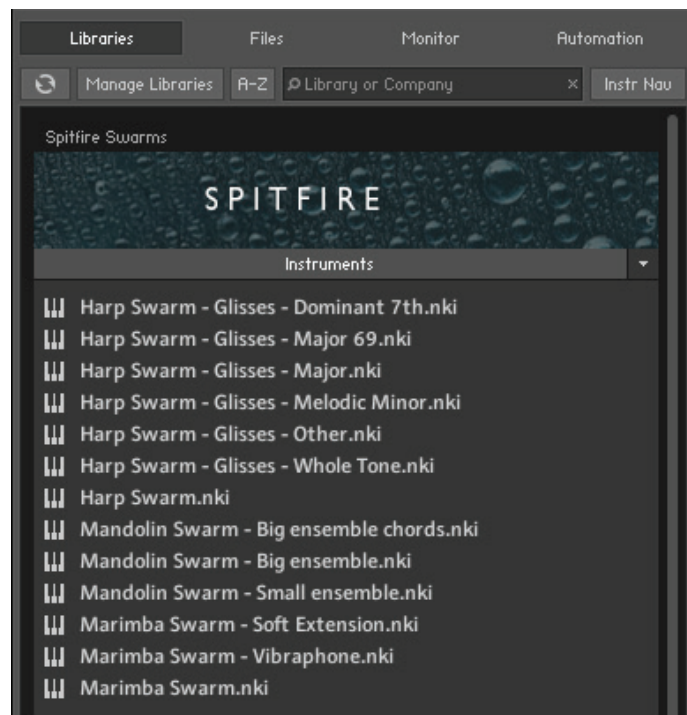 Libraries Files Monitor Automation
Manage Libraries A-Z Library or Company × Instr Nav
Spitfire Swarms
SPITFIRE
Instruments
Harp Swarm - Glisses - Dominant 7th.nki
Harp Swarm - Glisses - Major 69.nki
Harp Swarm - Glisses - Major.nki
Harp Swarm - Glisses - Melodic Minor.nki
Harp Swarm - Glisses - Other.nki
Harp Swarm - Glisses - Whole Tone.nki
Harp Swarm.nki
Mandolin Swarm - Big ensemble chords.nki
Mandolin Swarm - Big ensemble.nki
Mandolin Swarm - Small ensemble.nki
Marimba Swarm - Soft Extension.nki
Marimba Swarm - Vibraphone.nki
Marimba Swarm.nki